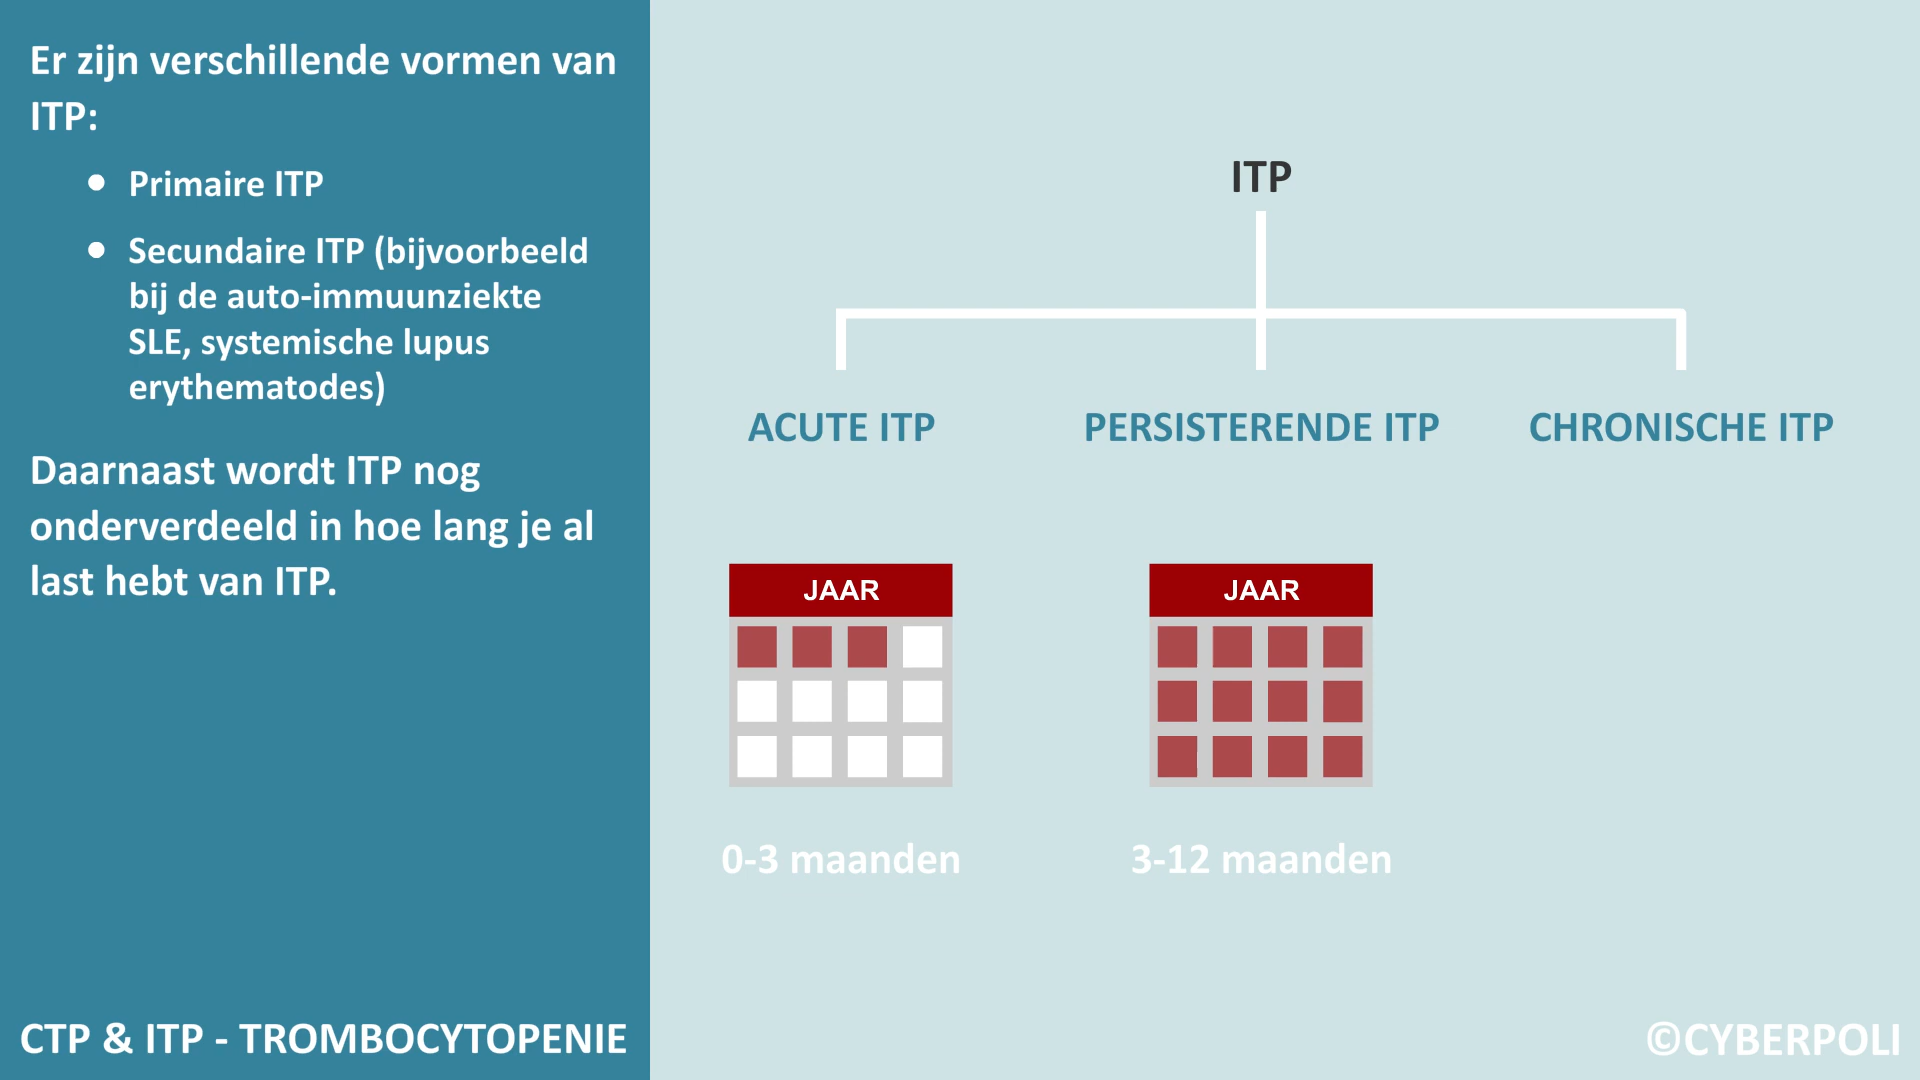 Er zijn verschillende vormen van
ITP:
• Primaire ITP
• Secundaire ITP (bijvoorbeeld
bij de auto-immuunziekte
SLE, systemische lupus
erythematodes)
Daarnaast wordt ITP nog
onderverdeeld in hoe lang je al
last hebt van ITP.
CTP & ITP - TROMBOCYTOPENIE
ITP
ACUTE ITP
PERSISTERENDE ITP
CHRONISCHE ITP
JAAR
JAAR
0-3 maanden
3-12 maanden
©CYBERPOLI